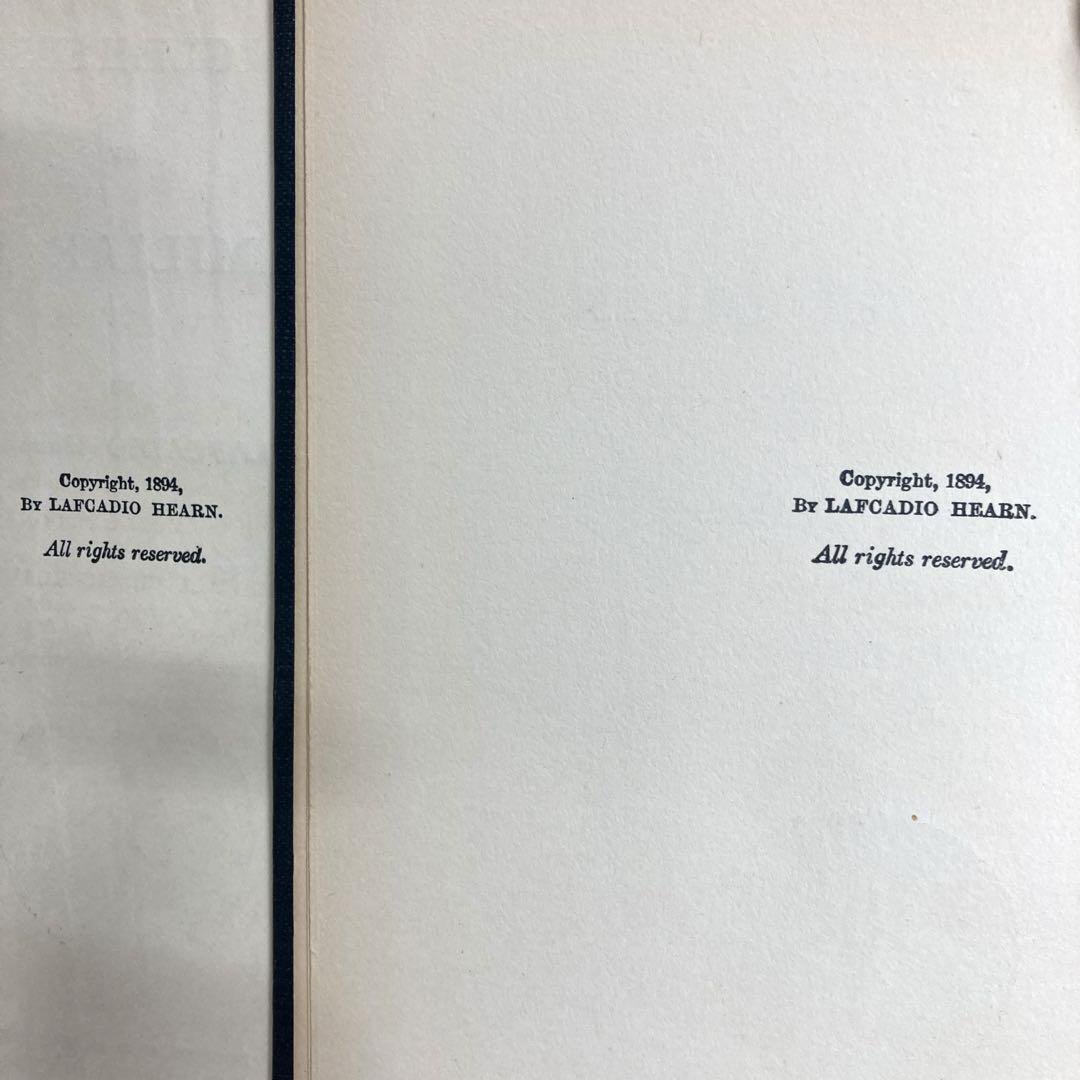 Copyright, 1894,
By LAFCADIO HEARN.
All rights reserved.
Copyright, 1894,
By LAFCADIO HEARN.
All rights reserved.